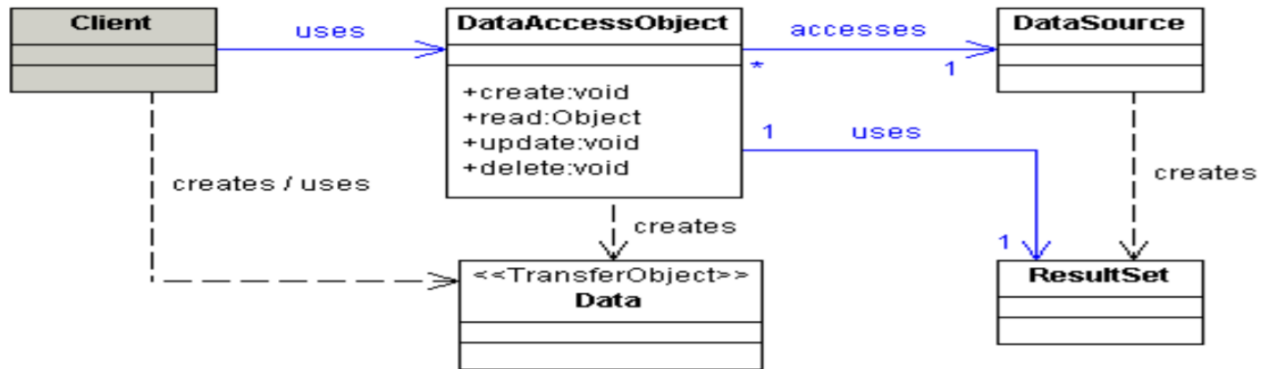 Client
uses
DataAccessObject
accesses
DataSource
*
1
+create:void
+read:Object
+update:void
+delete:void
1
uses
creates / uses
creates
creates
1
<<TransferObject>>
Data
ResultSet